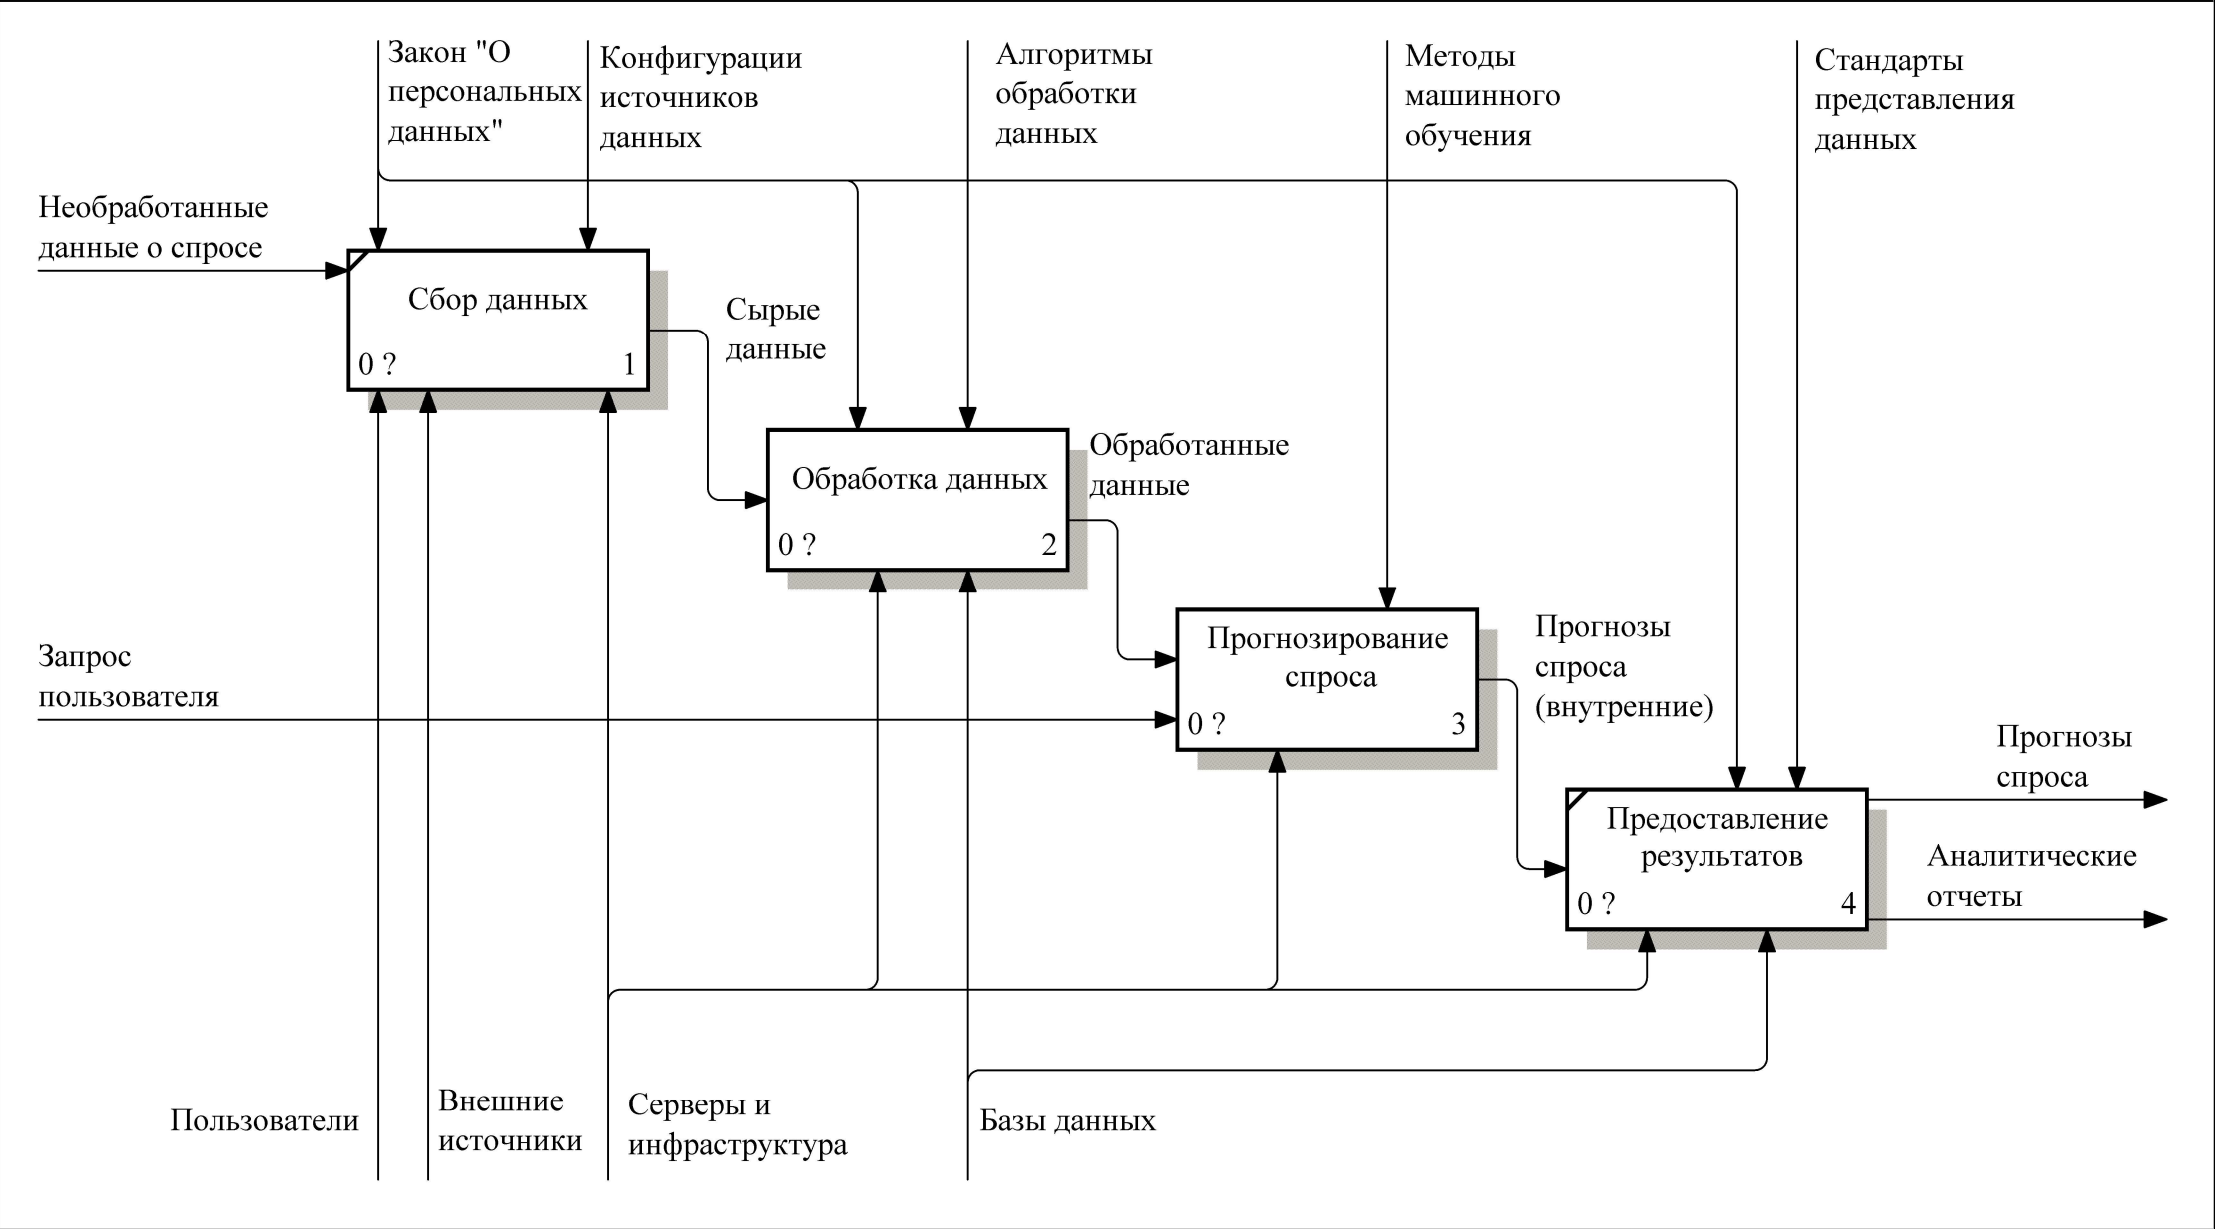 Закон "О
персональных
данных"
Конфигурации
источников
данных
Алгоритмы
обработки
данных
Методы
машинного
обучения
Стандарты
представления
данных
Необработанные
данные о спросе
Сбор данных
0 ?
1
Сырые
данные
Обработка данных
0 ?
2
Обработанные
данные
Запрос
пользователя
Прогнозирование
спроса
0 ?
3
Прогнозы
спроса
(внутренние)
Предоставление
результатов
0 ?
4
Прогнозы
спроса
Аналитические
отчеты
Пользователи
Внешние
источники
Серверы и
инфраструктура
Базы данных